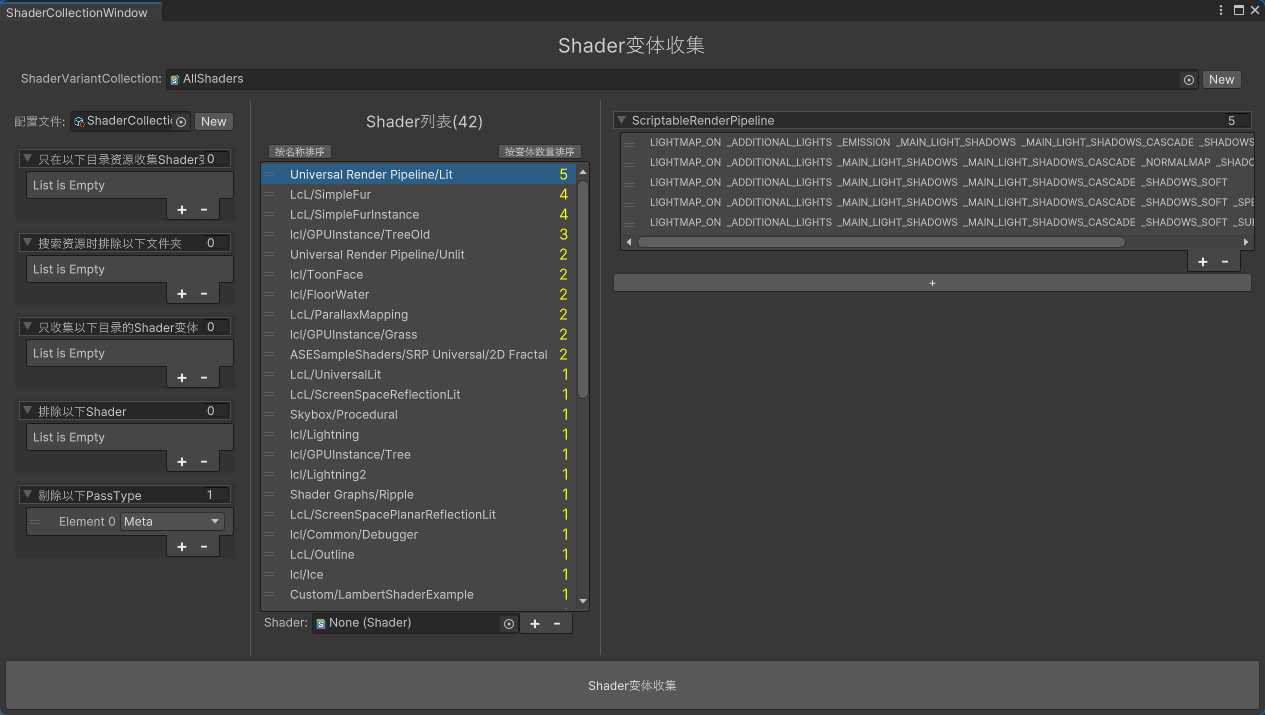 ShaderCollectionWindow
Shader变体收集
ShaderVariantCollection: AllShaders New
配置文件: ShaderCollecti New
只在以下目录资源收集Shader 0
List is Empty
+ -
搜索资源时排除以下文件夹 0
List is Empty
+ -
只收集以下目录的Shader变体 0
List is Empty
+ -
排除以下Shader 0
List is Empty
+ -
剔除以下PassType 1
Element 0 Meta
+ -
Shader列表(42)
按名称排序 按变体数量排序
Universal Render Pipeline/Lit 5
LcL/SimpleFur 4
LcL/SimpleFurInstance 4
lcl/GPUInstance/TreeOld 3
Universal Render Pipeline/Unlit 2
lcl/ToonFace 2
lcl/FloorWater 2
LcL/ParallaxMapping 2
lcl/GPUInstance/Grass 2
ASESampleShaders/SRP Universal/2D Fractal 2
LcL/UniversalLit 1
LcL/ScreenSpaceReflectionLit 1
Skybox/Procedural 1
lcl/Lightning 1
lcl/GPUInstance/Tree 1
lcl/Lightning2 1
Shader Graphs/Ripple 1
LcL/ScreenSpacePlanarReflectionLit 1
lcl/Common/Debugger 1
LcL/Outline 1
lcl/Ice 1
Custom/LambertShaderExample 1
Shader: None (Shader) + -
ScriptableRenderPipeline 5
LIGHTMAP_ON _ADDITIONAL_LIGHTS _EMISSION _MAIN_LIGHT_SHADOWS _MAIN_LIGHT_SHADOWS_CASCADE _SHADOWS
LIGHTMAP_ON _ADDITIONAL_LIGHTS _MAIN_LIGHT_SHADOWS _MAIN_LIGHT_SHADOWS_CASCADE _NORMALMAP _SHADO
LIGHTMAP_ON _ADDITIONAL_LIGHTS _MAIN_LIGHT_SHADOWS _MAIN_LIGHT_SHADOWS_CASCADE _SHADOWS_SOFT
LIGHTMAP_ON _ADDITIONAL_LIGHTS _MAIN_LIGHT_SHADOWS _MAIN_LIGHT_SHADOWS_CASCADE _SHADOWS_SOFT _SPE
LIGHTMAP_ON _ADDITIONAL_LIGHTS _MAIN_LIGHT_SHADOWS _MAIN_LIGHT_SHADOWS_CASCADE _SHADOWS_SOFT _SU
+ -
+
Shader变体收集